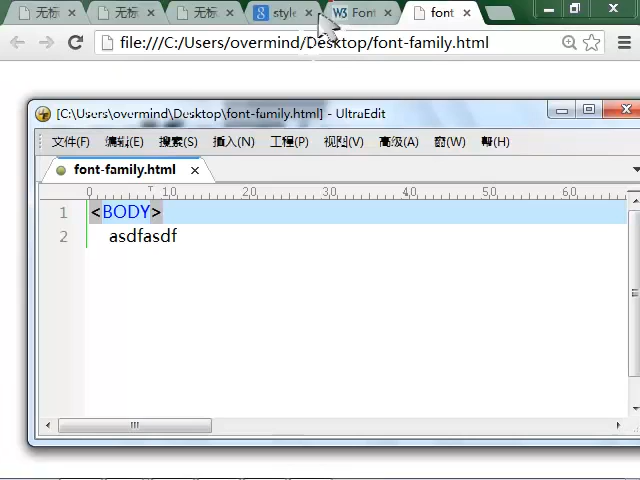 无标 无标 无标 style W3 Font font
file:///C:/Users/overmind/Desktop/font-family.html
[C:\Users\overmind\Desktop\font-family.html] - UltraEdit
文件(F) 编辑(E) 搜索(S) 插入(N) 工程(P) 视图(V) 高级(A) 窗(W) 帮(H)
font-family.html
0 1,0 2,0 3,0 4,0 5,0 6,0
1 <BODY>
2 asdfasdf